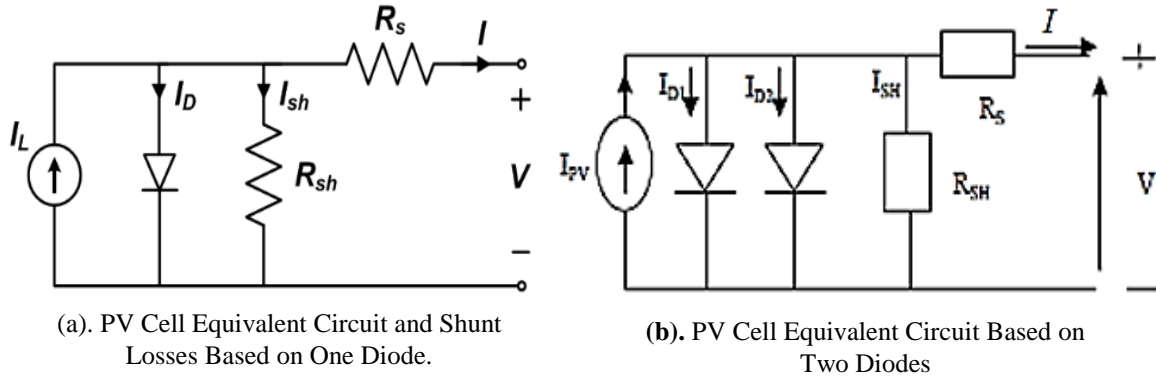 R_s
I
I_D
I_sh
I_L
R_sh
+
V
−
(a). PV Cell Equivalent Circuit and Shunt
Losses Based on One Diode.
I
I_D1
I_D2
I_SH
R_S
I_PV
R_SH
V
+
−
(b). PV Cell Equivalent Circuit Based on
Two Diodes